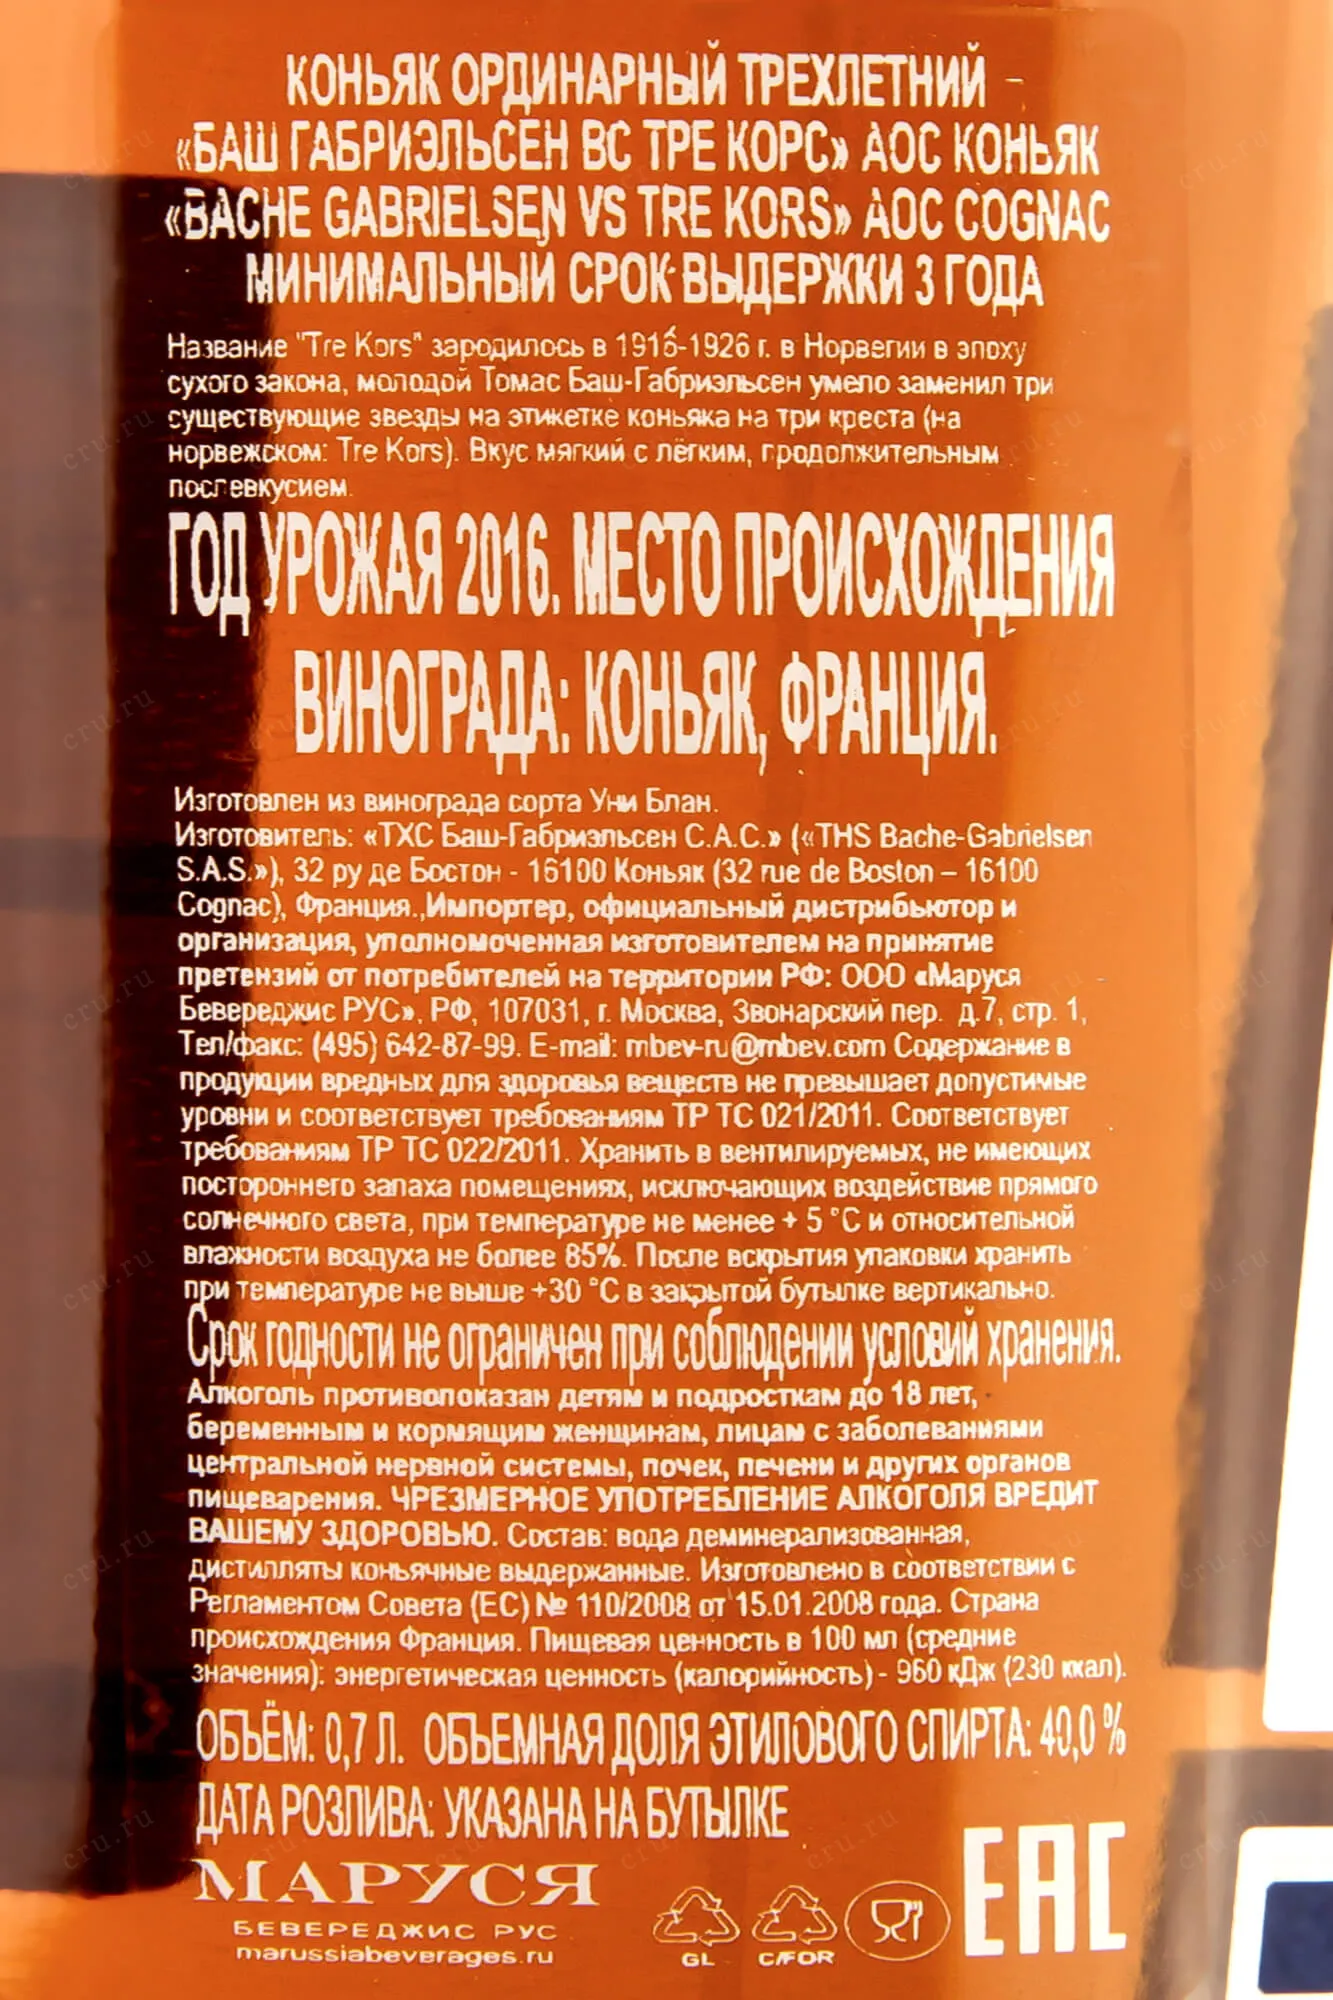 КОНЬЯК ОРДИНАРНЫЙ ТРЕХЛЕТНИЙ –
«БАШ ГАБРИЭЛЬСЕН ВС ТРЕ КОРС» АОС КОНЬЯК
«BACHE GABRIELSEN VS TRE KORS» AOC COGNAC
МИНИМАЛЬНЫЙ СРОК ВЫДЕРЖКИ 3 ГОДА
Название "Tre Kors" зародилось в 1916-1926 г. в Норвегии в эпоху
сухого закона, молодой Томас Баш-Габриэльсен умело заменил три
существующие звезды на этикетке коньяка на три креста (на
норвежском: Tre Kors). Вкус мягкий с лёгким, продолжительным
послевкусием.
ГОД УРОЖАЯ 2016. МЕСТО ПРОИСХОЖДЕНИЯ
ВИНОГРАДА: КОНЬЯК, ФРАНЦИЯ.
Изготовлен из винограда сорта Уни Блан.
Изготовитель: «ТХС Баш-Габриэльсен С.А.С.» («THS Bache-Gabrielsen
S.A.S.»), 32 ру де Бостон - 16100 Коньяк (32 rue de Boston – 16100
Cognac), Франция.,Импортер, официальный дистрибьютор и
организация, уполномоченная изготовителем на принятие
претензий от потребителей на территории РФ: ООО «Маруся
Бевереджис РУС», РФ, 107031, г. Москва, Звонарский пер. д.7, стр. 1,
Тел/факс: (495) 642-87-99. E-mail: mbev-ru@mbev.com Содержание в
продукции вредных для здоровья веществ не превышает допустимые
уровни и соответствует требованиям ТР ТС 021/2011. Соответствует
требованиям ТР ТС 022/2011. Хранить в вентилируемых, не имеющих
постороннего запаха помещениях, исключающих воздействие прямого
солнечного света, при температуре не менее + 5 °С и относительной
влажности воздуха не более 85%. После вскрытия упаковки хранить
при температуре не выше +30 °С в закрытой бутылке вертикально.
Срок годности не ограничен при соблюдении условий хранения.
Алкоголь противопоказан детям и подросткам до 18 лет,
беременным и кормящим женщинам, лицам с заболеваниями
центральной нервной системы, почек, печени и других органов
пищеварения. ЧРЕЗМЕРНОЕ УПОТРЕБЛЕНИЕ АЛКОГОЛЯ ВРЕДИТ
ВАШЕМУ ЗДОРОВЬЮ. Состав: вода деминерализованная,
дистилляты коньячные выдержанные. Изготовлено в соответствии с
Регламентом Совета (ЕС) № 110/2008 от 15.01.2008 года. Страна
происхождения Франция. Пищевая ценность в 100 мл (средние
значения): энергетическая ценность (калорийность) - 960 кДж (230 ккал).
ОБЪЁМ: 0,7 Л. ОБЪЕМНАЯ ДОЛЯ ЭТИЛОВОГО СПИРТА: 40,0 %
ДАТА РОЗЛИВА: УКАЗАНА НА БУТЫЛКЕ
МАРУСЯ
БЕВЕРЕДЖИС РУС
marussiabeverages.ru
GL
C/FOR
EAC
cru.ru